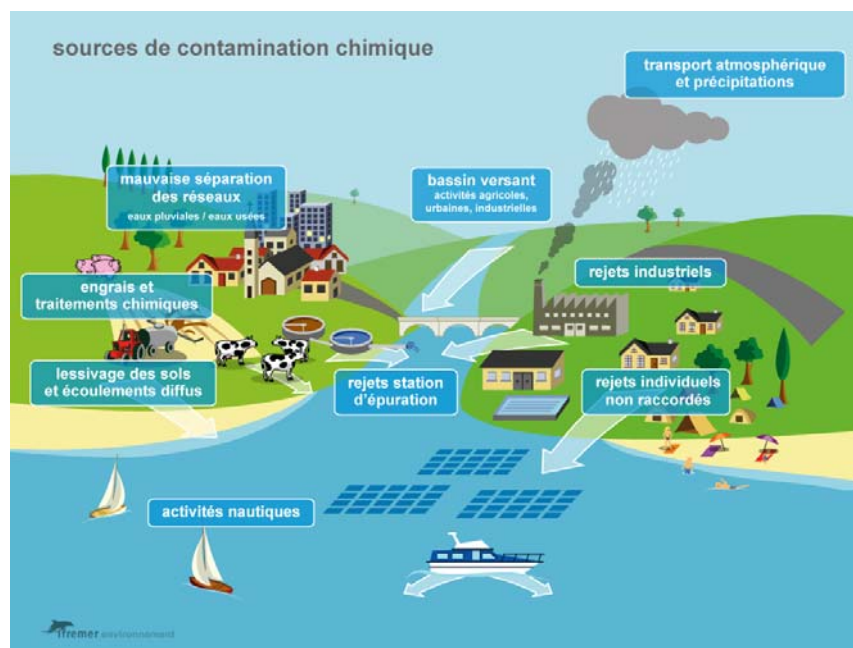 sources de contamination chimique
transport atmosphérique
et précipitations
mauvaise séparation
des réseaux
eaux pluviales / eaux usées
bassin versant
activités agricoles,
urbaines, industrielles
engrais et
traitements chimiques
rejets industriels
lessivage des sols
et écoulements diffus
rejets station
d'épuration
rejets individuels
non raccordés
activités nautiques
ifremer environnement